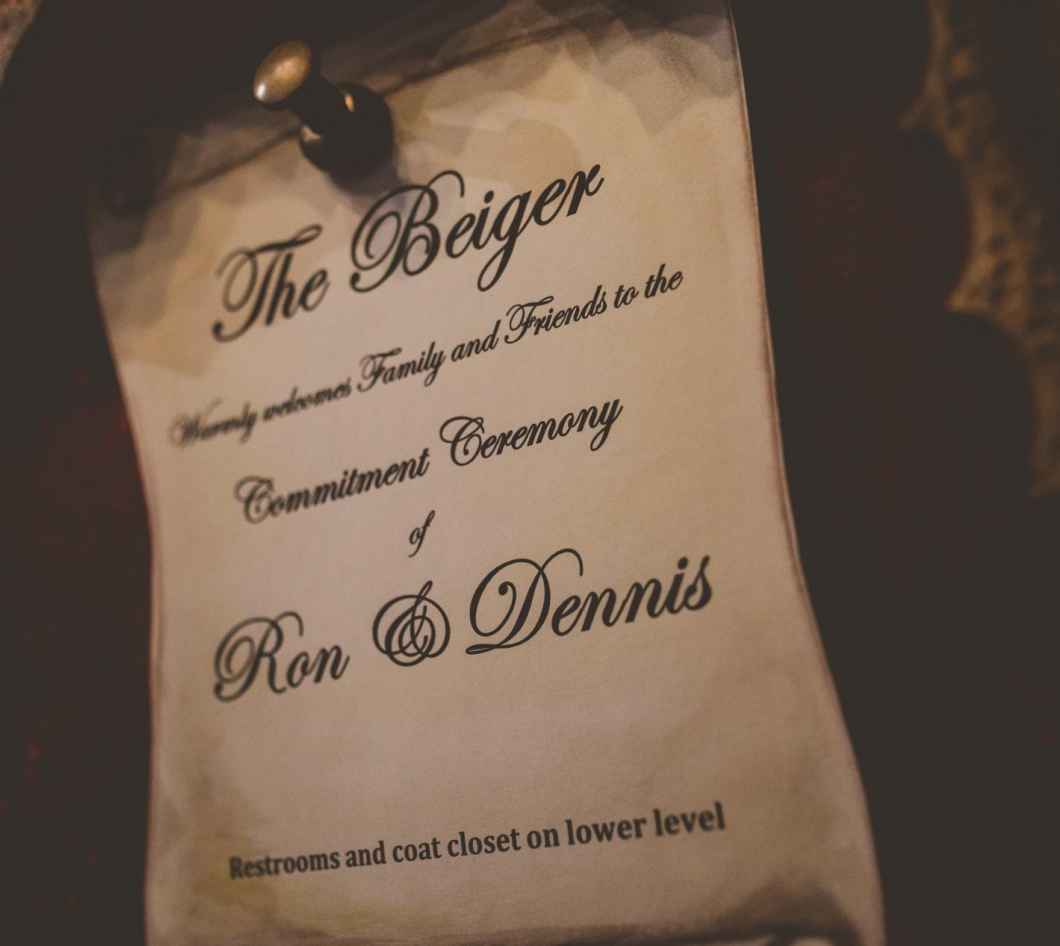 The Beiger
Warmly welcomes Family and Friends to the
Commitment Ceremony
of
Ron & Dennis
Restrooms and coat closet on lower level